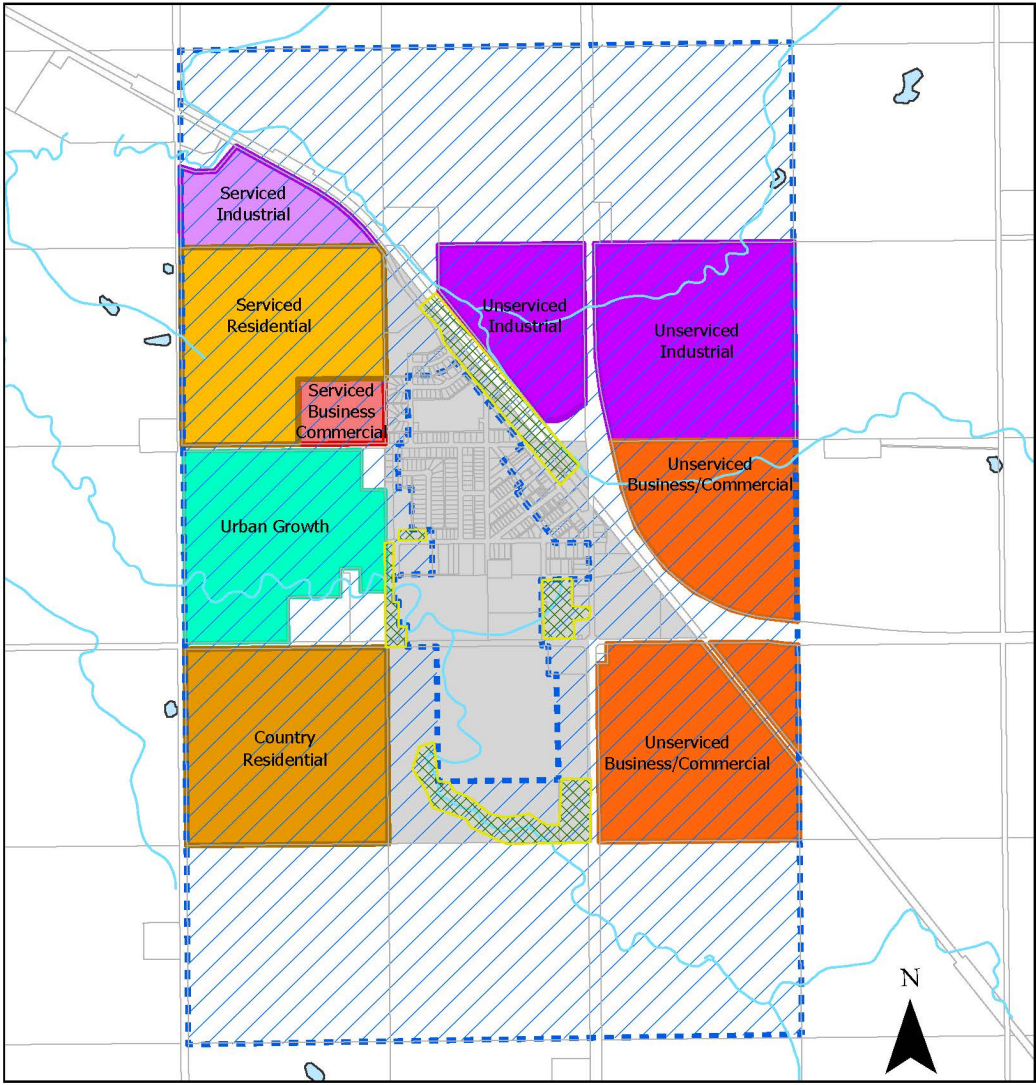 Serviced
Industrial
Serviced
Residential
Unserviced
Industrial
Unserviced
Industrial
Serviced
Business
Commercial
Unserviced
Business/Commercial
Urban Growth
Country
Residential
Unserviced
Business/Commercial
N